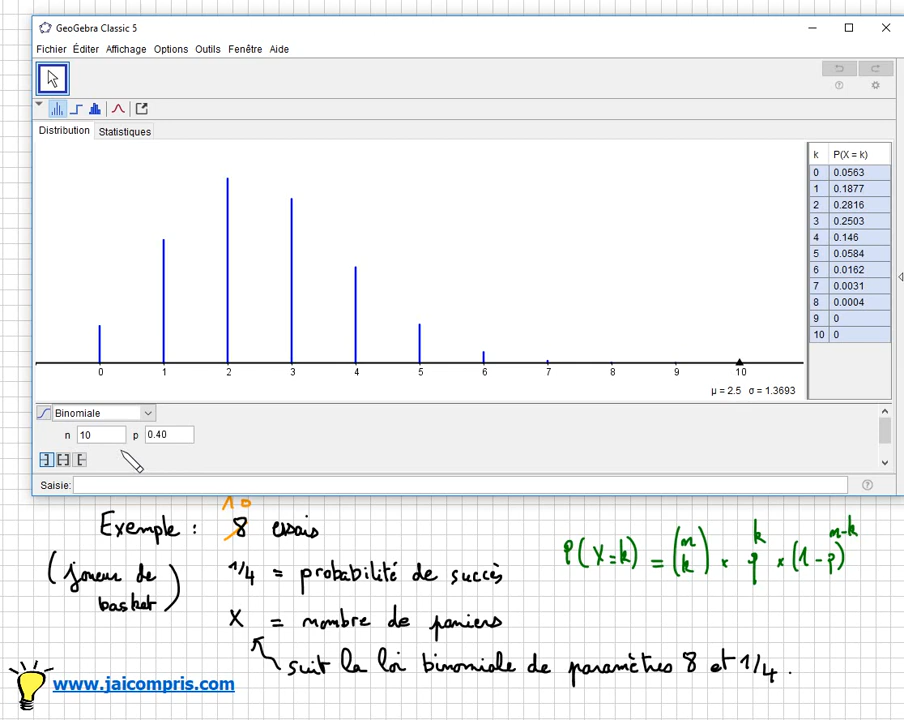 GeoGebra Classic 5
Fichier Éditer Affichage Options Outils Fenêtre Aide
Distribution Statistiques
k P(X = k)
0 0.0563
1 0.1877
2 0.2816
3 0.2503
4 0.146
5 0.0584
6 0.0162
7 0.0031
8 0.0004
9 0
10 0
0 1 2 3 4 5 6 7 8 9 10
μ = 2.5 σ = 1.3693
Binomiale
n 10 p 0.40
Saisie:
10
Exemple : 8 essais
P(X=k) = (n k) × p^k × (1-p)^n-k
(joueur de basket)
1/4 = probabilité de succès
X = nombre de paniers
suit la loi binomiale de paramètres 8 et 1/4.
www.jaicompris.com